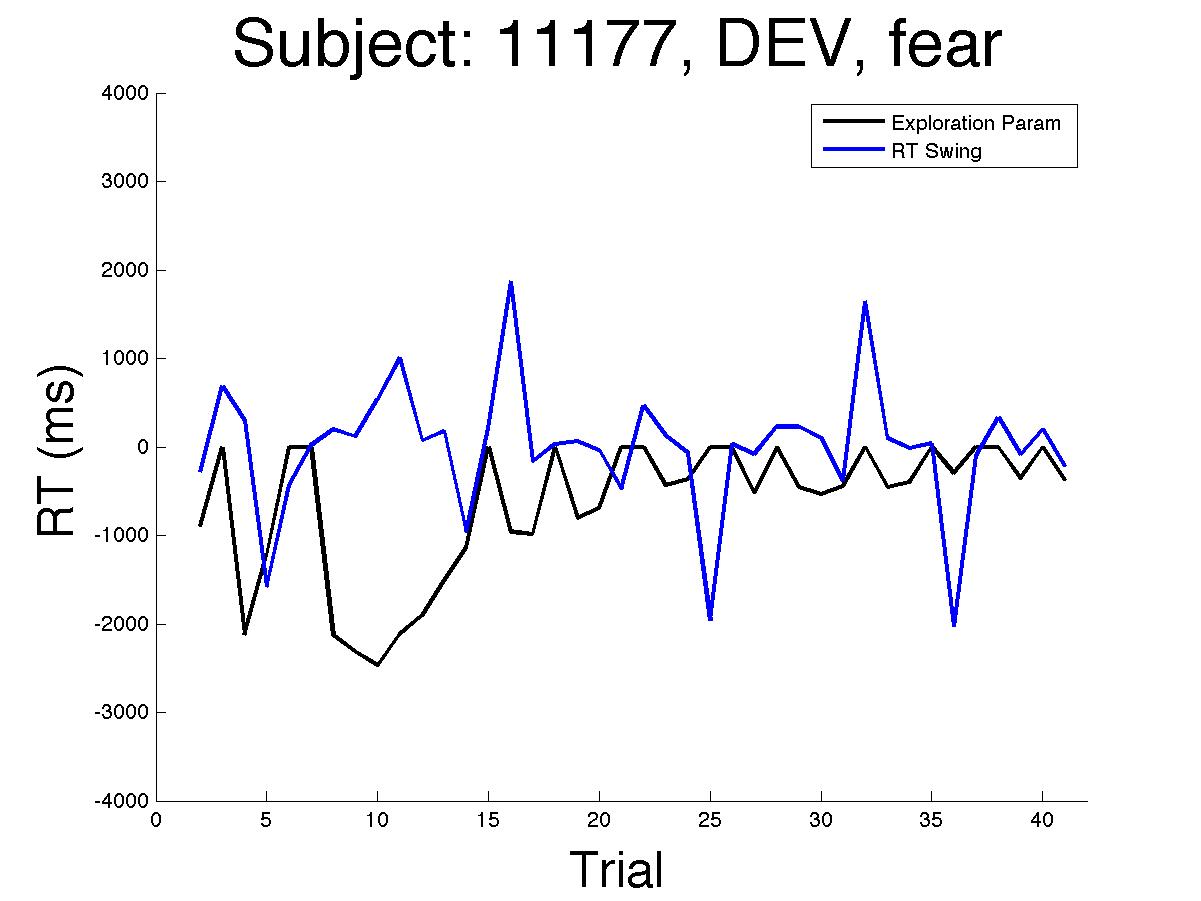 Subject: 11177, DEV, fear
Exploration Param
RT Swing
4000
3000
2000
1000
0
-1000
-2000
-3000
-4000
RT (ms)
0 5 10 15 20 25 30 35 40
Trial